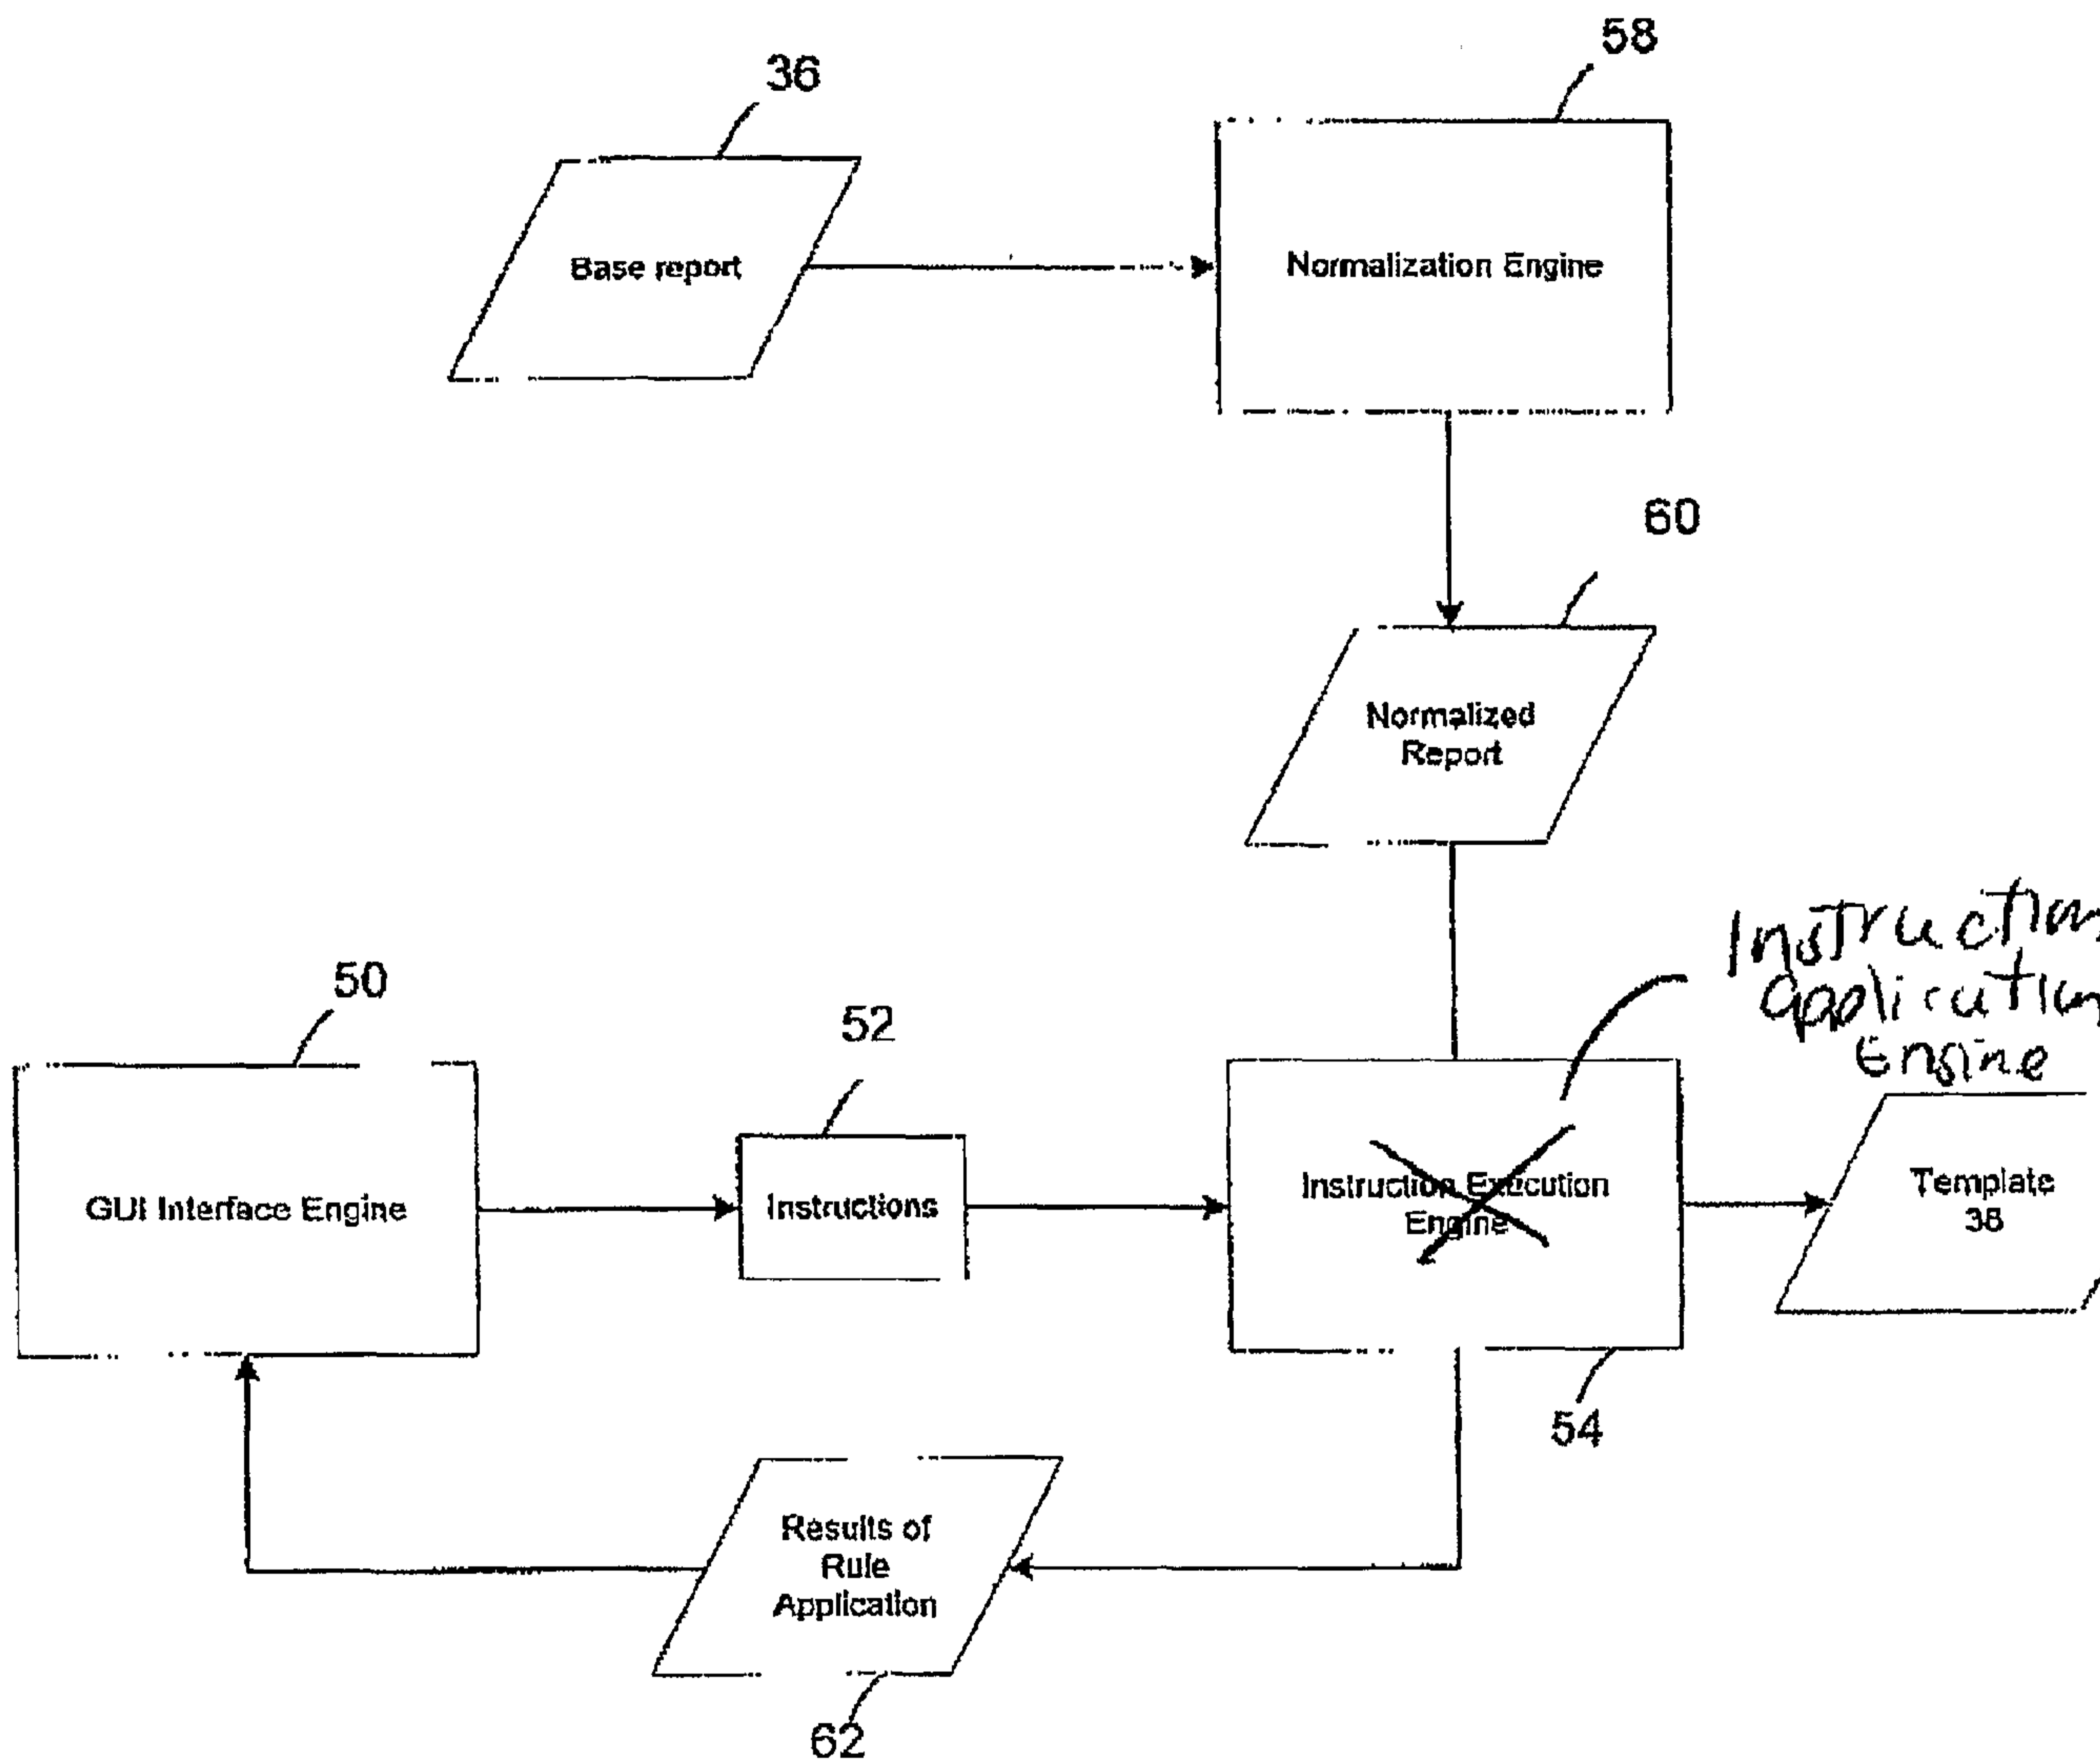 58
36
Base report
Normalization Engine
60
Normalized
Report
Instruction
application
Engine
50
52
GUI Interface Engine
Instructions
Instruction Execution
Engine
Template
38
54
Results of
Rule
Application
62